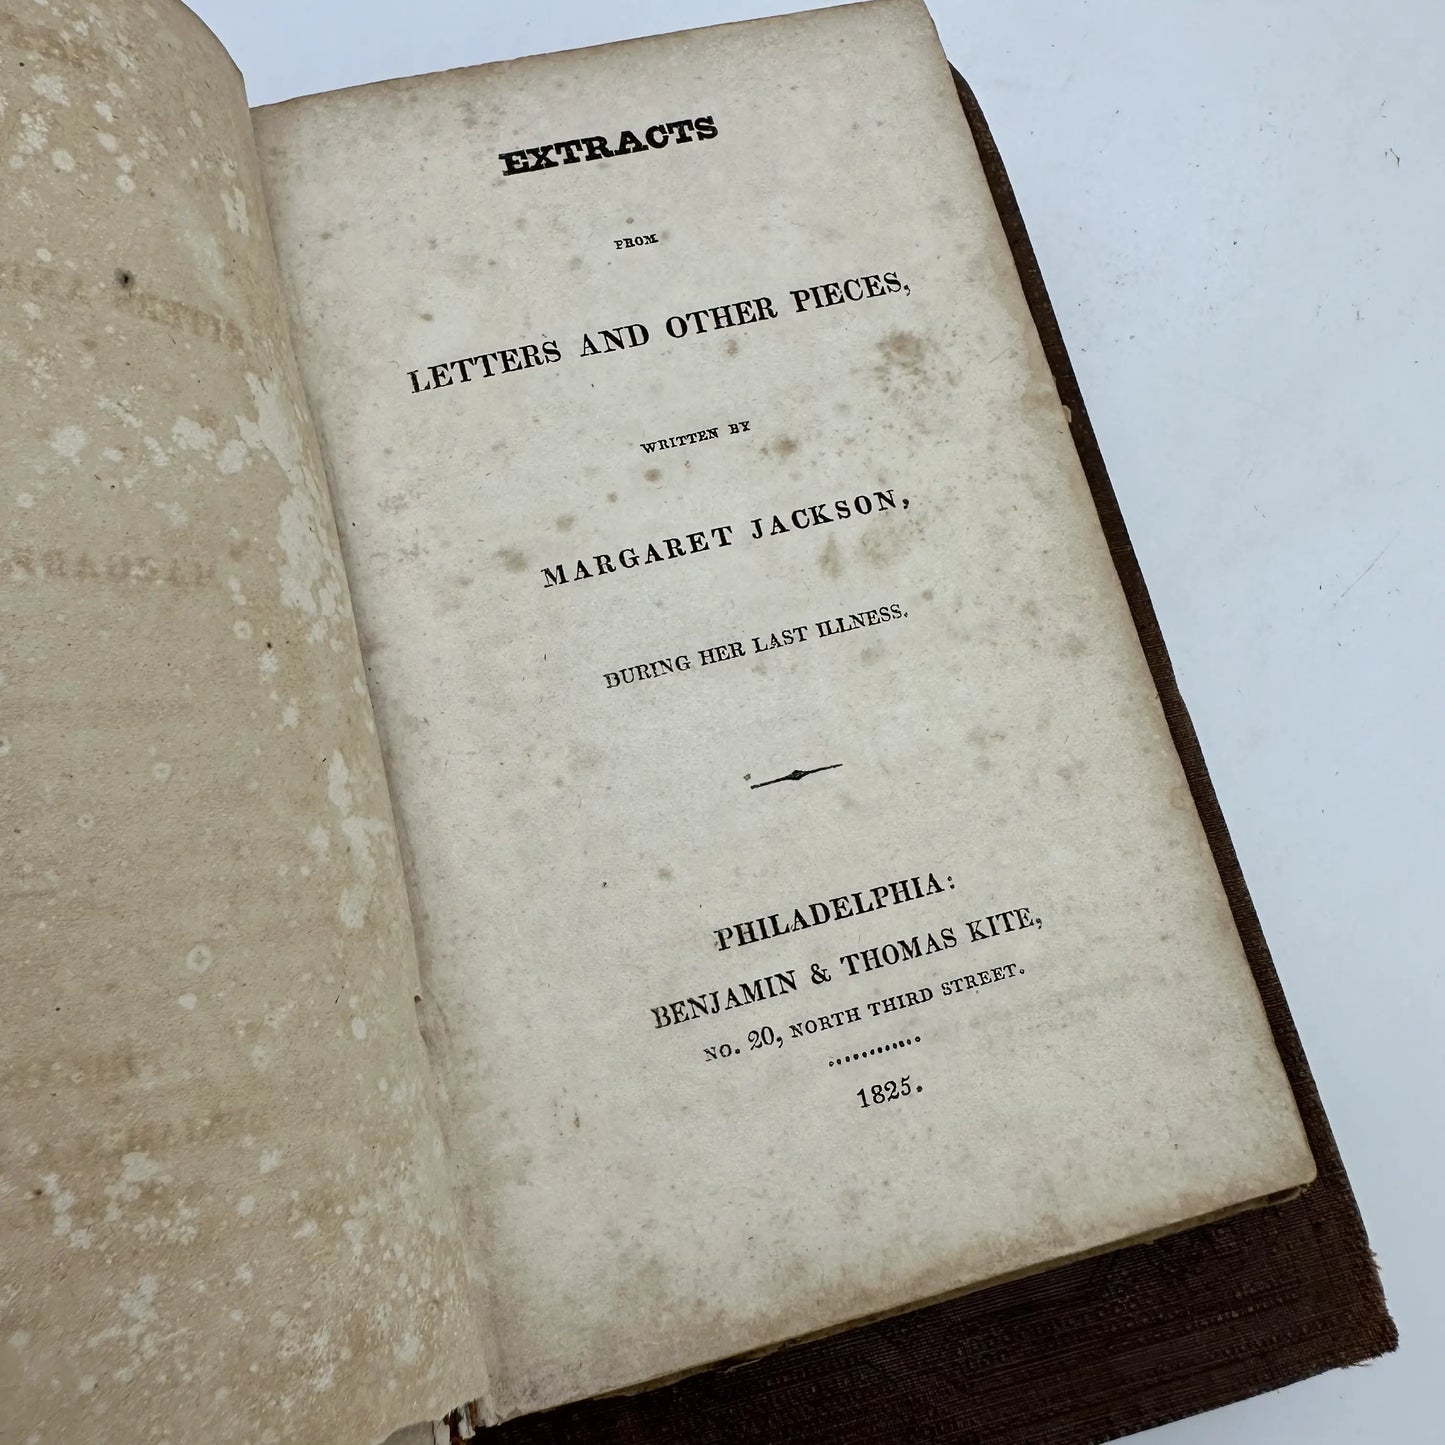 EXTRACTS
FROM
LETTERS AND OTHER PIECES,
WRITTEN BY
MARGARET JACKSON,
DURING HER LAST ILLNESS.
PHILADELPHIA:
BENJAMIN & THOMAS KITE,
NO. 20, NORTH THIRD STREET.
............
1825.